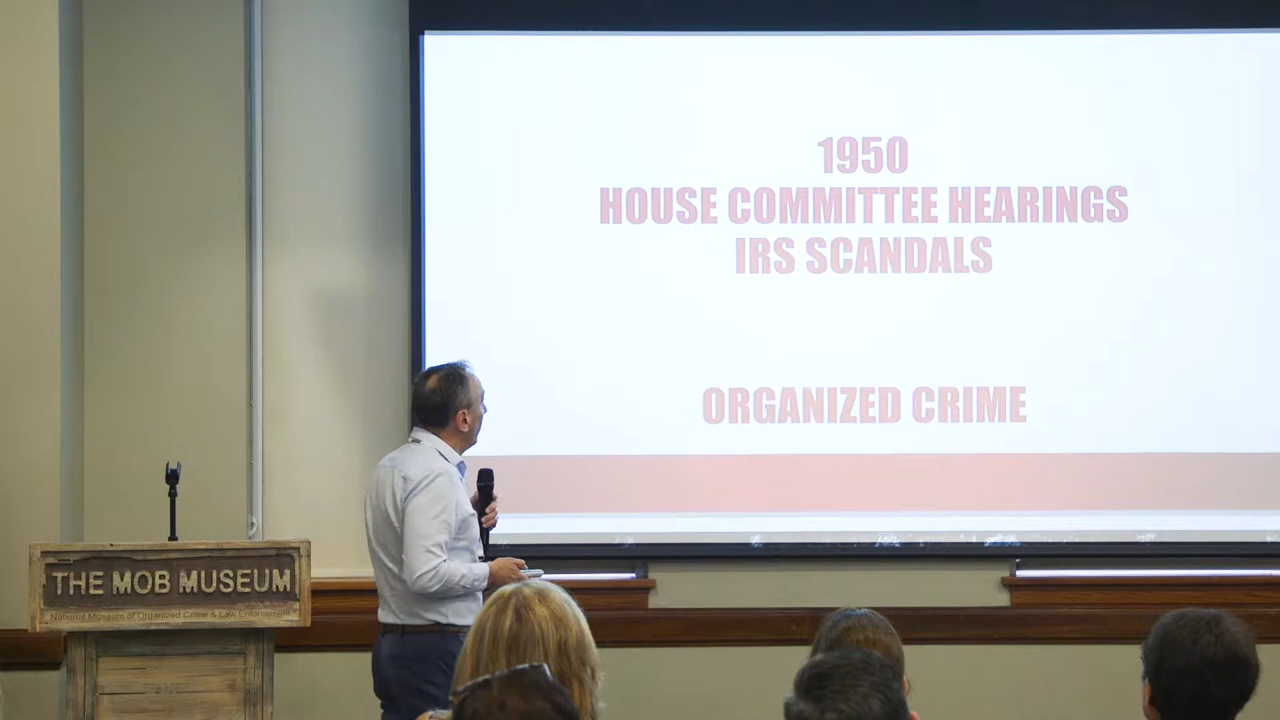 1950
HOUSE COMMITTEE HEARINGS
IRS SCANDALS
ORGANIZED CRIME
THE MOB MUSEUM
National Museum of Organized Crime & Law Enforcement